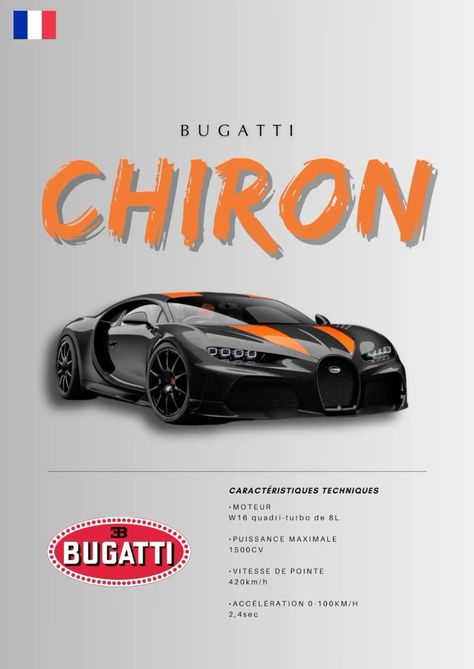 BUGATTI
CHIRON
CARACTÉRISTIQUES TECHNIQUES
•MOTEUR
W16 quadri-turbo de 8L
•PUISSANCE MAXIMALE
1500CV
•VITESSE DE POINTE
420km/h
•ACCÉLÉRATION 0-100KM/H
2,4sec
EB
BUGATTI